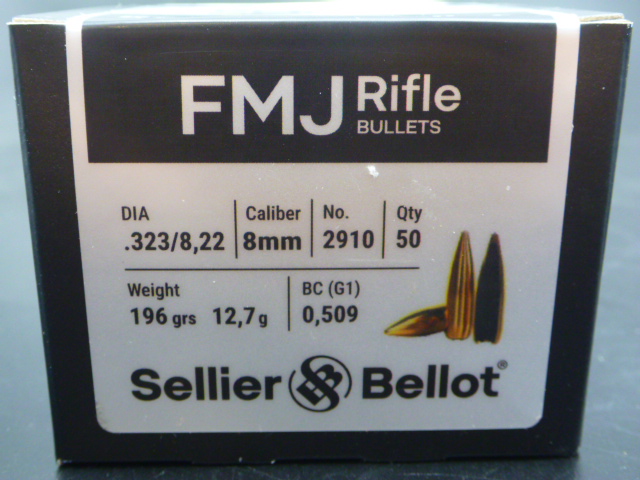 FMJ Rifle
BULLETS
DIA Caliber No. Qty
.323/8,22 8mm 2910 50
Weight BC (G1)
196 grs 12,7 g 0,509
Sellier SB Bellot®